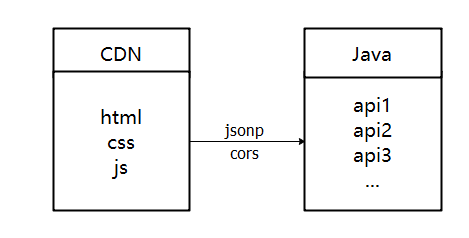 CDN
html
css
js
jsonp
cors
Java
api1
api2
api3
...